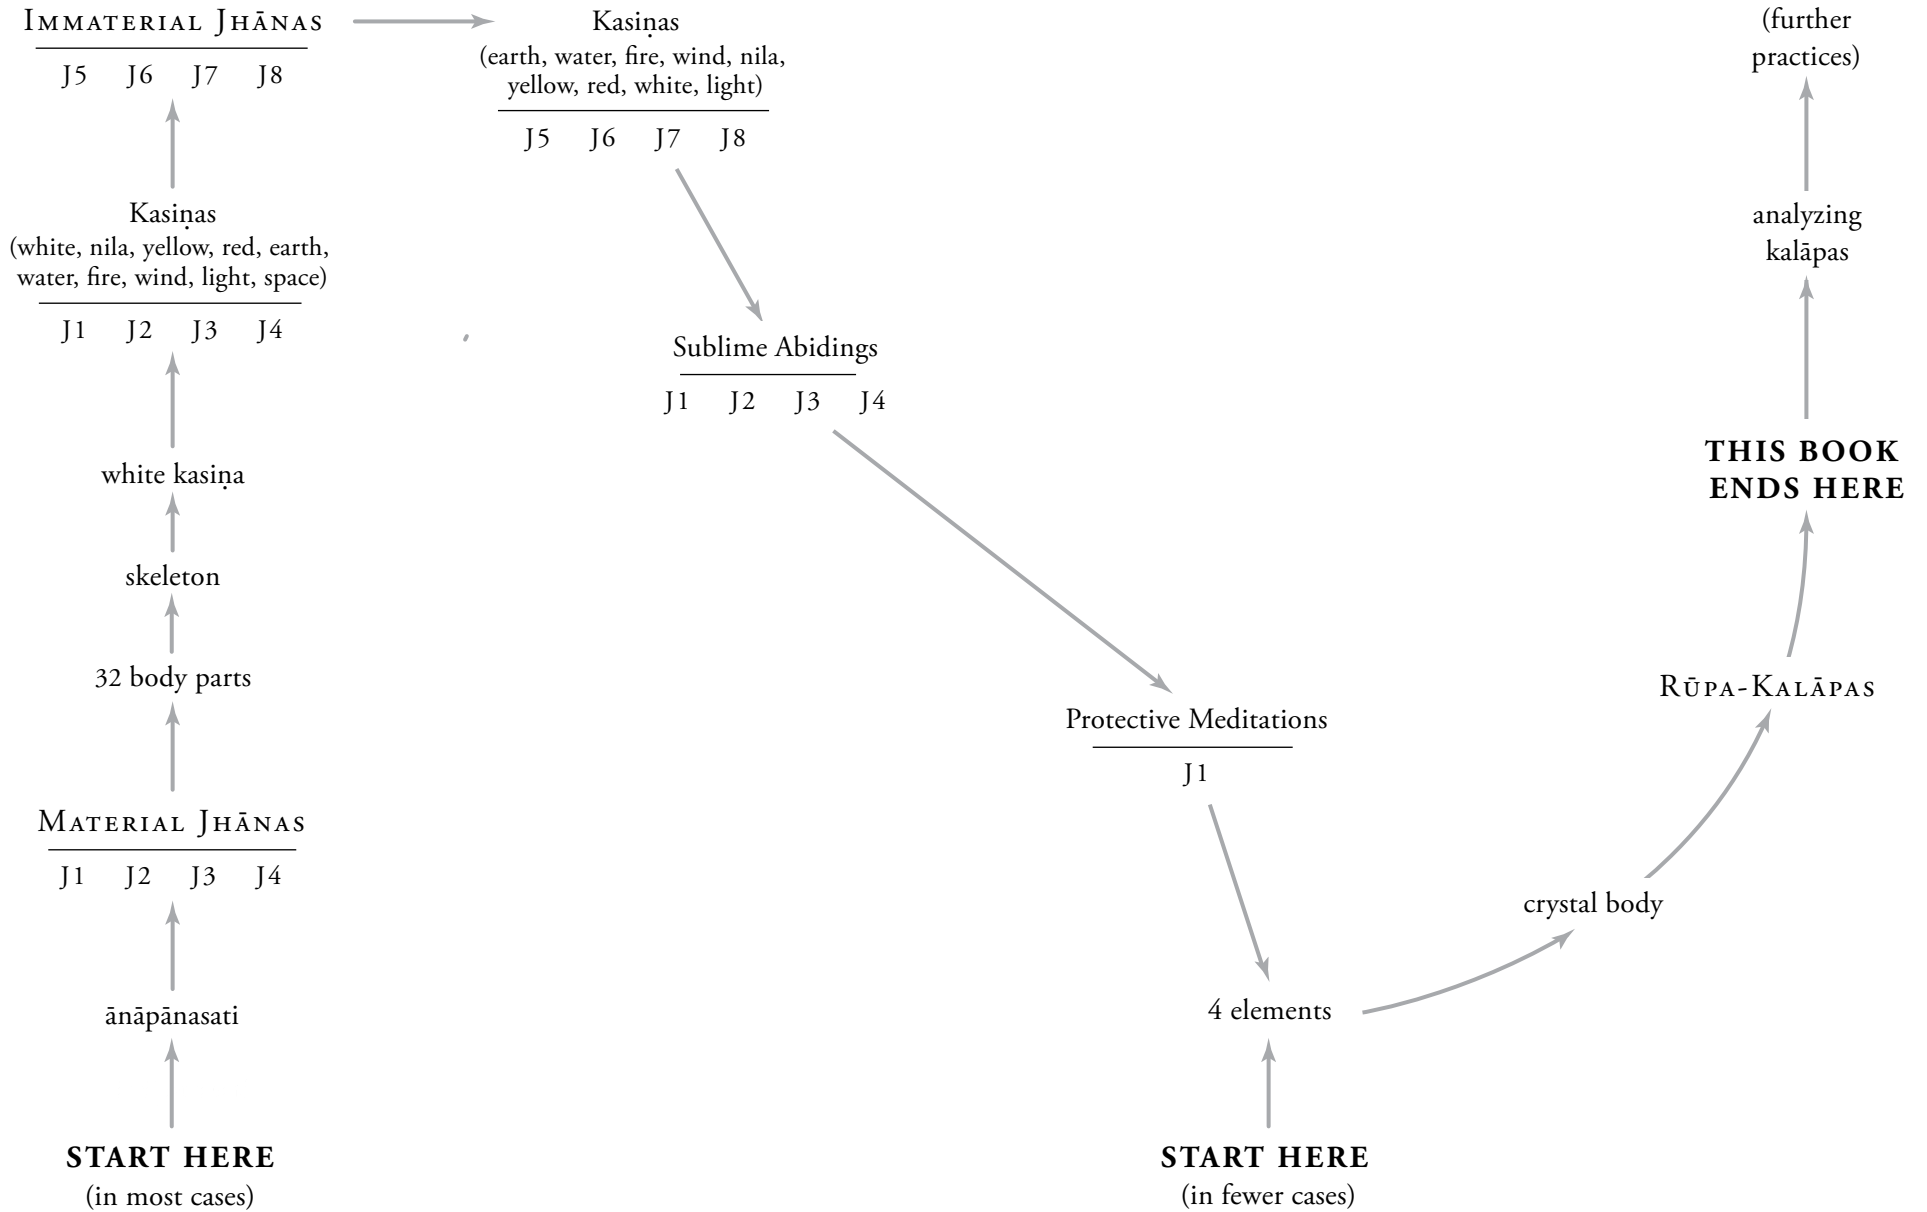 Immaterial Jhānas
J5 J6 J7 J8
Kasiṇas
(earth, water, fire, wind, nila,
yellow, red, white, light)
J5 J6 J7 J8
(further
practices)
Kasiṇas
(white, nila, yellow, red, earth,
water, fire, wind, light, space)
J1 J2 J3 J4
analyzing
kalāpas
Sublime Abidings
J1 J2 J3 J4
white kasiṇa
THIS BOOK
ENDS HERE
skeleton
32 body parts
Protective Meditations
J1
Rūpa-Kalāpas
Material Jhānas
J1 J2 J3 J4
crystal body
ānāpānasati
4 elements
START HERE
(in most cases)
START HERE
(in fewer cases)